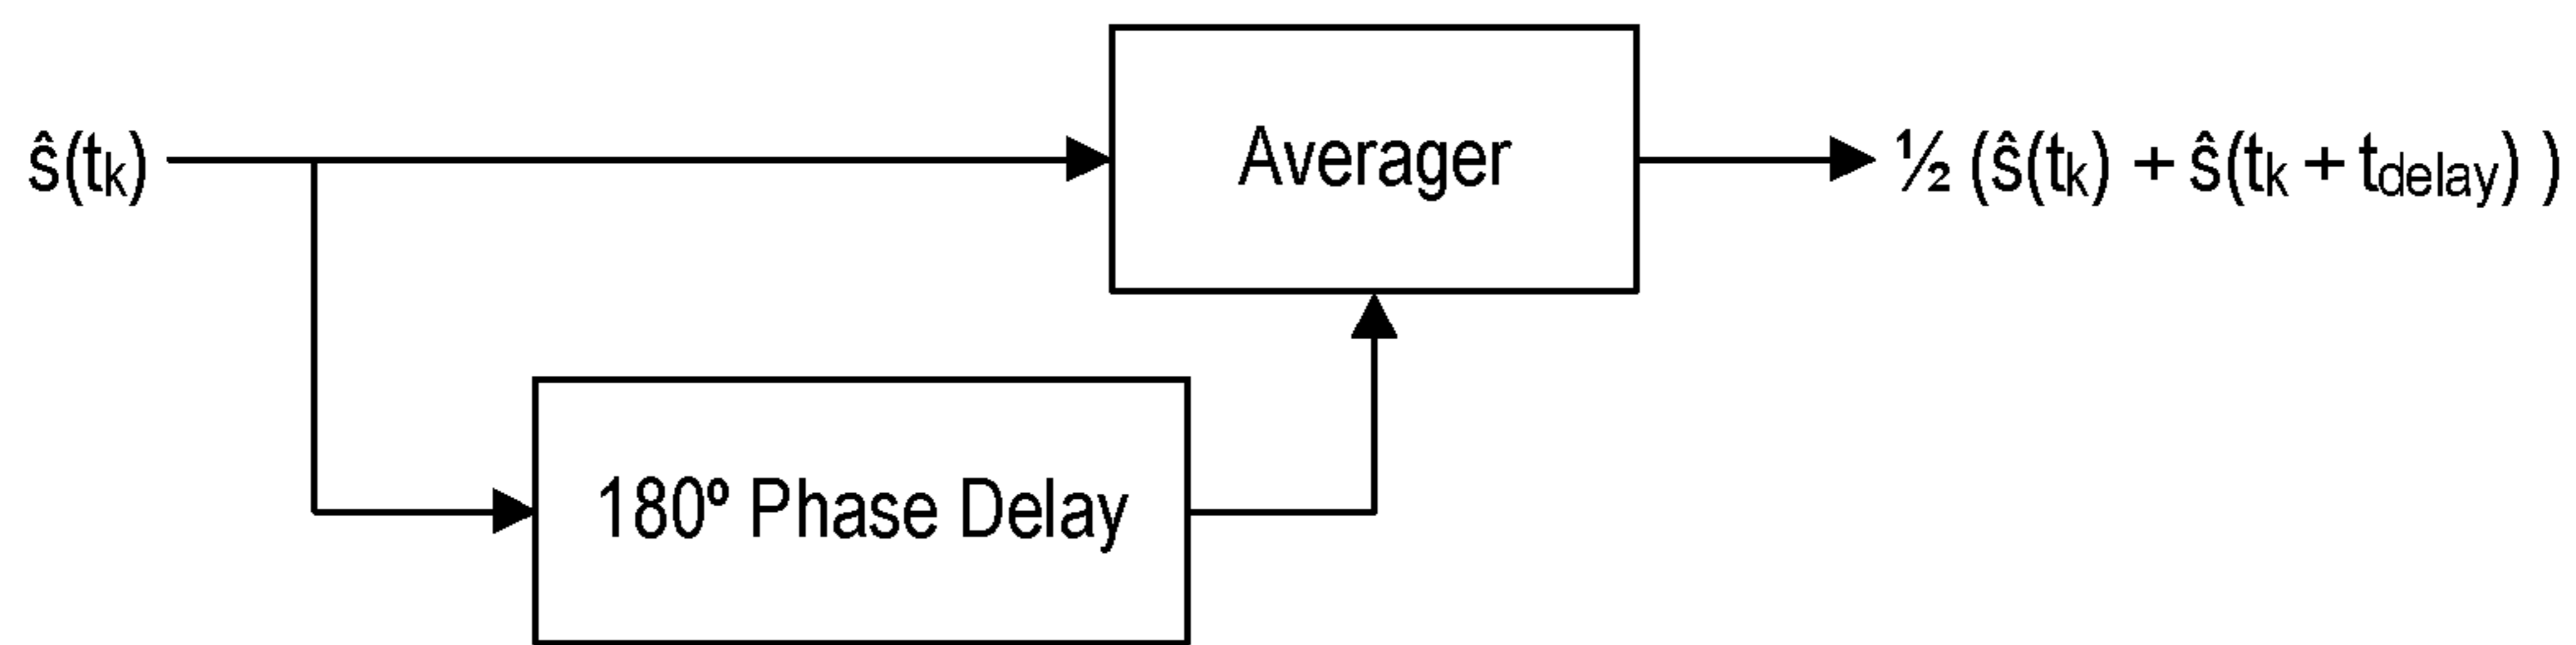 ŝ(tk)
Averager
½ (ŝ(tk) + ŝ(tk + tdelay) )
180º Phase Delay